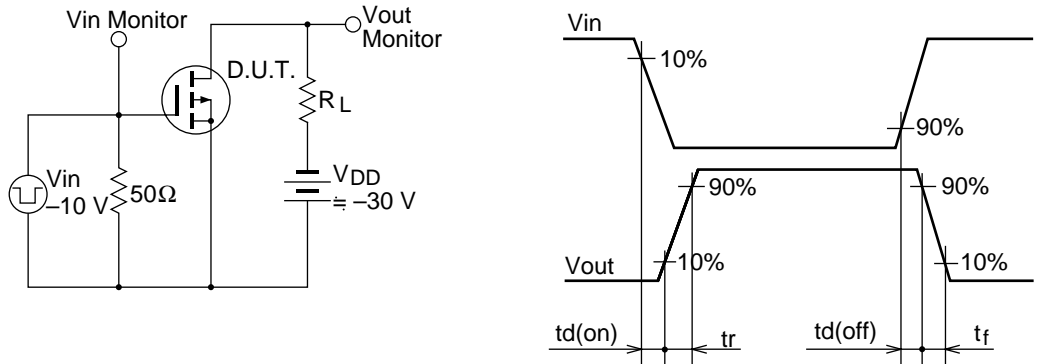 Vin Monitor
Vout
Monitor
D.U.T.
RL
Vin
–10 V
50Ω
VDD
≒ –30 V
Vin
10%
90%
90%
90%
Vout
10%
10%
td(on)
tr
td(off)
tf